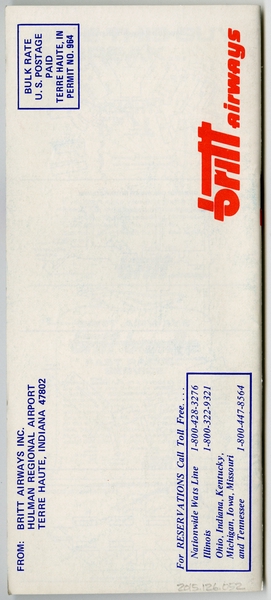 FROM: BRITT AIRWAYS INC.
HULMAN REGIONAL AIRPORT
TERRE HAUTE, INDIANA 47802
BULK RATE
U. S. POSTAGE
PAID
TERRE HAUTE, IN
PERMIT NO. 964
For RESERVATIONS Call Toll Free. . . .
Nationwide Wats Line 1-800-428-3276
Illinois 1-800-322-9321
Ohio, Indiana, Kentucky,
Michigan, Iowa, Missouri
and Tennessee 1-800-447-8564
britt airways
2015.126.052